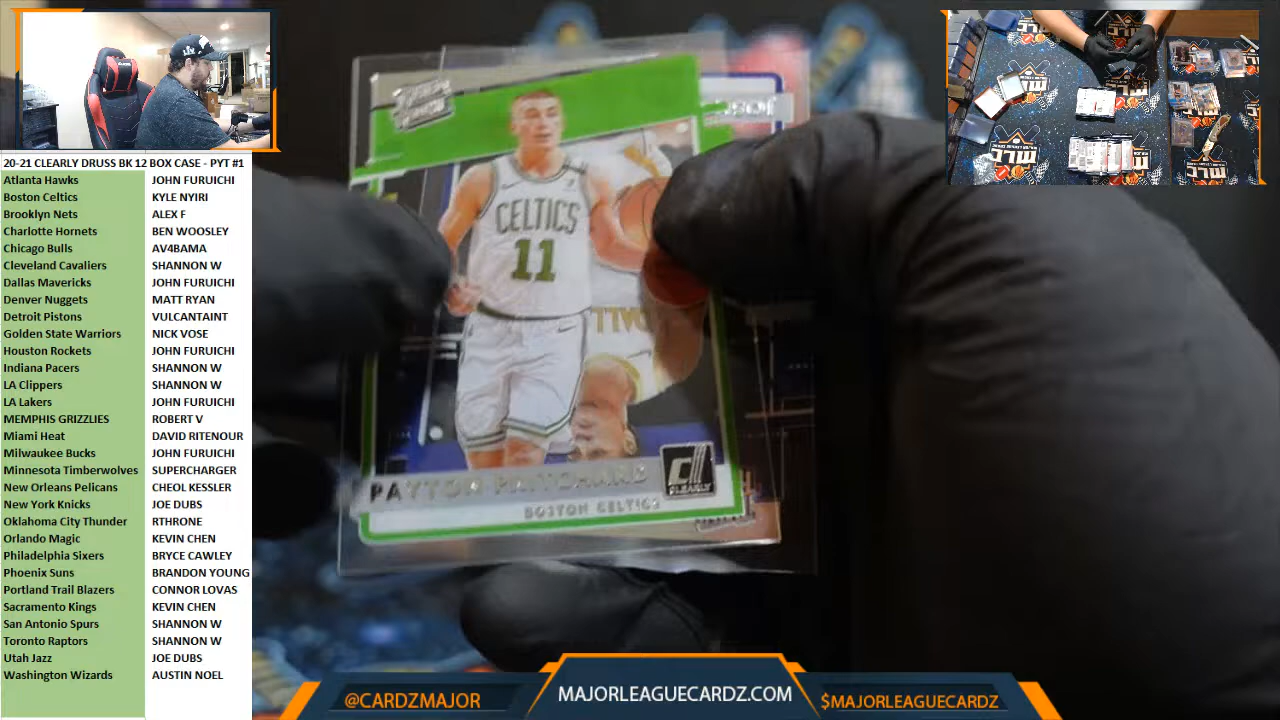 20-21 CLEARLY DRUSS BK 12 BOX CASE - PYT #1
Atlanta Hawks JOHN FURUICHI
Boston Celtics KYLE NYIRI
Brooklyn Nets ALEX F
Charlotte Hornets BEN WOOSLEY
Chicago Bulls AV4BAMA
Cleveland Cavaliers SHANNON W
Dallas Mavericks JOHN FURUICHI
Denver Nuggets MATT RYAN
Detroit Pistons VULCANTAINT
Golden State Warriors NICK VOSE
Houston Rockets JOHN FURUICHI
Indiana Pacers SHANNON W
LA Clippers SHANNON W
LA Lakers JOHN FURUICHI
MEMPHIS GRIZZLIES ROBERT V
Miami Heat DAVID RITENOUR
Milwaukee Bucks JOHN FURUICHI
Minnesota Timberwolves SUPERCHARGER
New Orleans Pelicans CHEOL KESSLER
New York Knicks JOE DUBS
Oklahoma City Thunder RTHRONE
Orlando Magic KEVIN CHEN
Philadelphia Sixers BRYCE CAWLEY
Phoenix Suns BRANDON YOUNG
Portland Trail Blazers CONNOR LOVAS
Sacramento Kings KEVIN CHEN
San Antonio Spurs SHANNON W
Toronto Raptors SHANNON W
Utah Jazz JOE DUBS
Washington Wizards AUSTIN NOEL
CELTICS
11
PAYTON PRITCHARD
BOSTON CELTICS
CLEARLY
MLC
MLC
@CARDZMAJOR
MAJORLEAGUECARDZ.COM
$MAJORLEAGUECARDZ